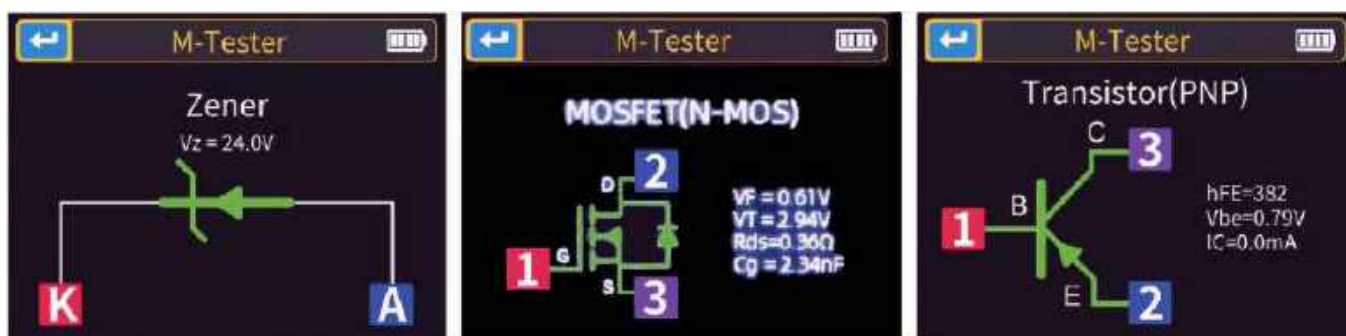 M-Tester
Zener
Vz = 24.0V
K
A
M-Tester
MOSFET(N-MOS)
D
2
VF = 0.61V
VT = 2.94V
Rds=0.36Ω
Cg = 2.34nF
1
G
S
3
M-Tester
Transistor(PNP)
C
3
hFE=382
Vbe=0.79V
IC=0.0mA
B
1
E
2